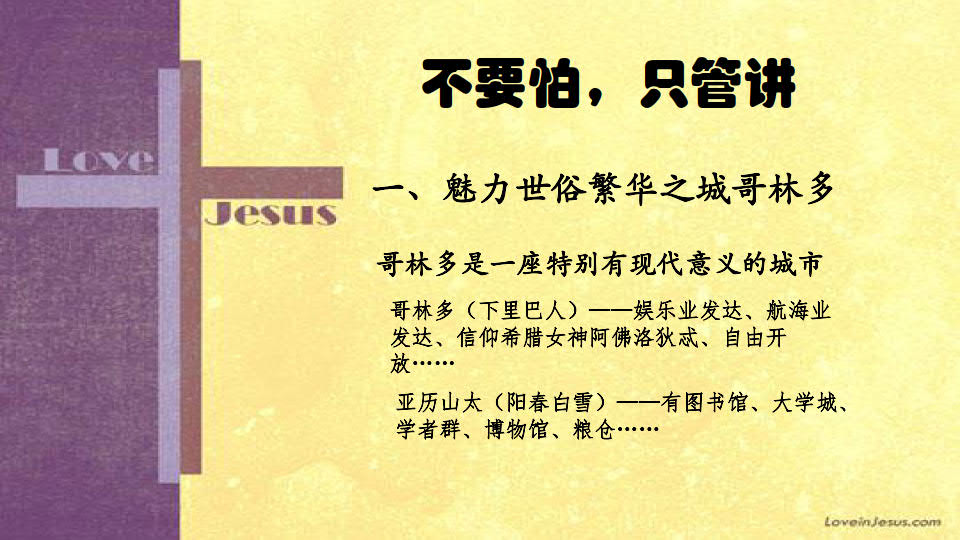 不要怕，只管讲
Love
Jesus
一、魅力世俗繁华之城哥林多
哥林多是一座特别有现代意义的城市
哥林多（下里巴人）——娱乐业发达、航海业
发达、信仰希腊女神阿佛洛狄忒、自由开
放……
亚历山太（阳春白雪）——有图书馆、大学城、
学者群、博物馆、粮仓……
LoveinJesus.com